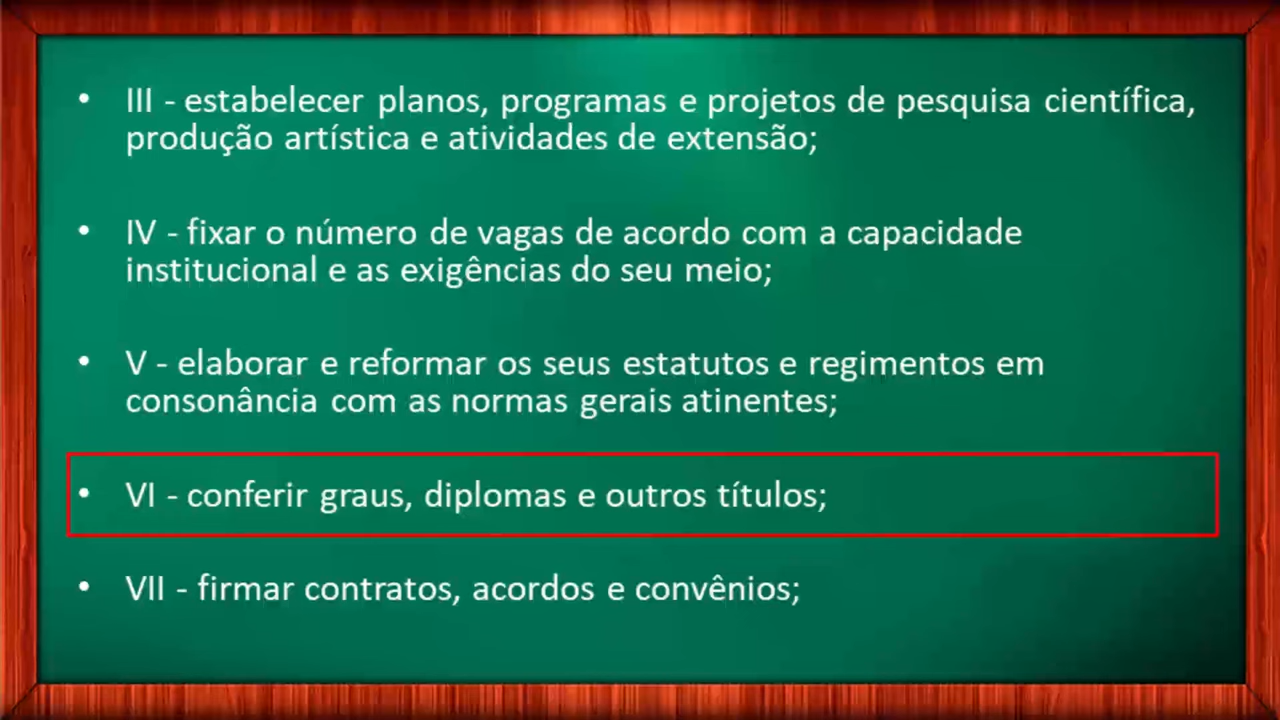 • III - estabelecer planos, programas e projetos de pesquisa científica,
produção artística e atividades de extensão;
• IV - fixar o número de vagas de acordo com a capacidade
institucional e as exigências do seu meio;
• V - elaborar e reformar os seus estatutos e regimentos em
consonância com as normas gerais atinentes;
• VI - conferir graus, diplomas e outros títulos;
• VII - firmar contratos, acordos e convênios;